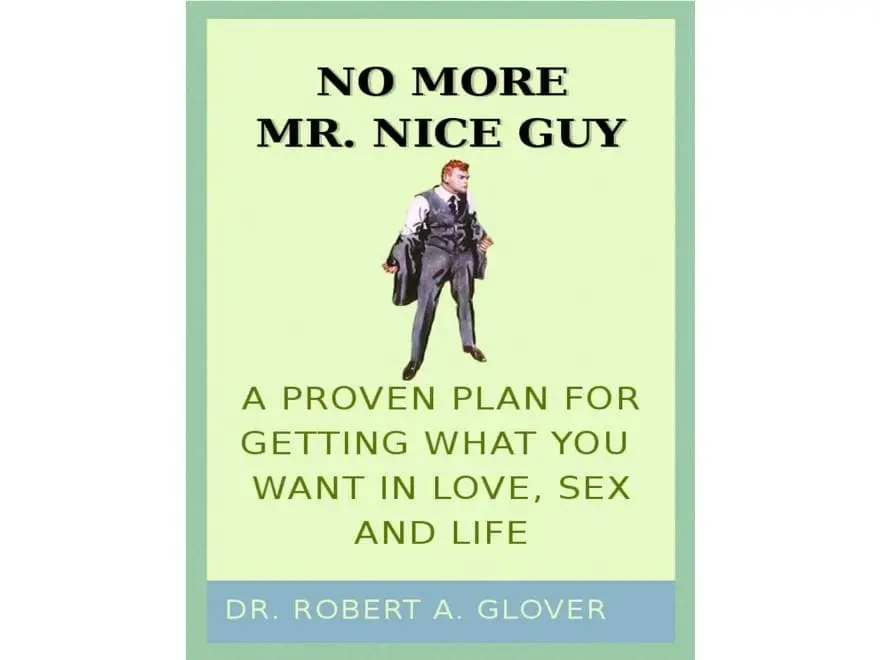 NO MORE
MR. NICE GUY
A PROVEN PLAN FOR
GETTING WHAT YOU
WANT IN LOVE, SEX
AND LIFE
DR. ROBERT A. GLOVER